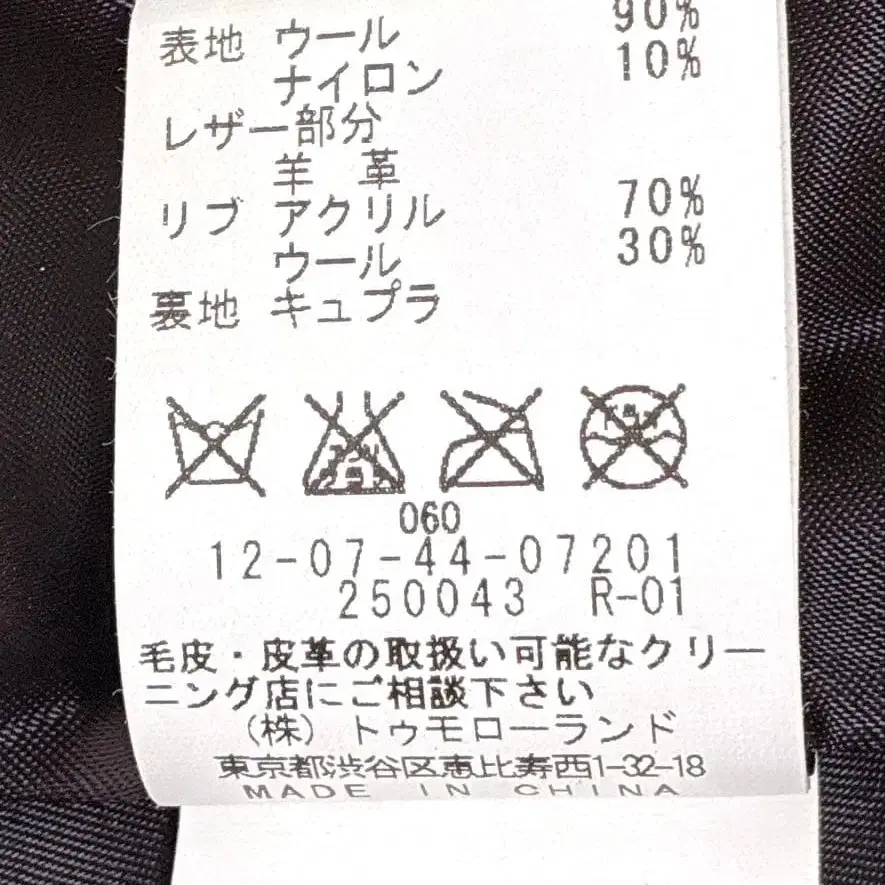 表地 ウール 90%
ナイロン 10%
レザー部分
羊 革
リブ アクリル 70%
ウール 30%
裏地 キュプラ
060
12-07-44-07201
250043 R-01
毛皮・皮革の取扱い可能なクリー
ニング店にご相談下さい
(株) トゥモローランド
東京都渋谷区恵比寿西1-32-18
MADE IN CHINA